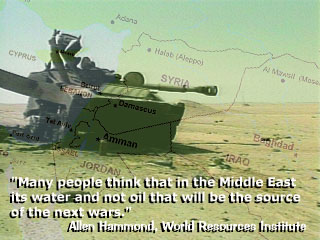 Adana
CYPRUS
Halab (Aleppo)
SYRIA
Al Mawsil (Mosul
Damascus
Tel Aviv
Amman
Baghdad
IRAQ
JORDAN
"Many people think that in the Middle East
its water and not oil that will be the source
of the next wars."
Allen Hammond, World Resources Institute